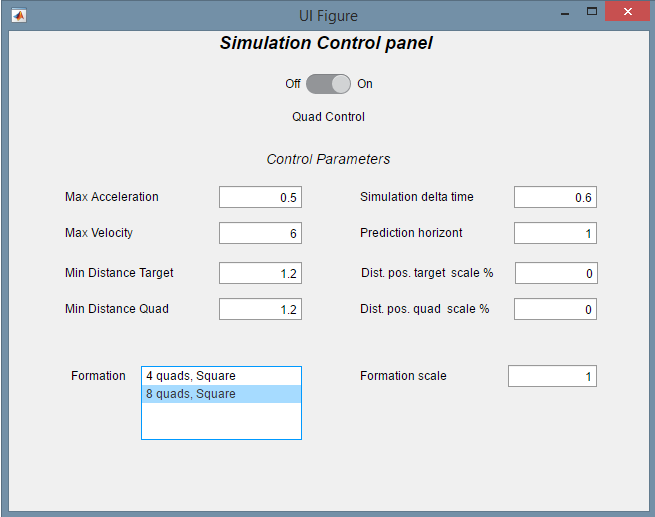 UI Figure
Simulation Control panel
Off On
Quad Control
Control Parameters
Max Acceleration 0.5 Simulation delta time 0.6
Max Velocity 6 Prediction horizont 1
Min Distance Target 1.2 Dist. pos. target scale % 0
Min Distance Quad 1.2 Dist. pos. quad scale % 0
Formation 4 quads, Square Formation scale 1
8 quads, Square